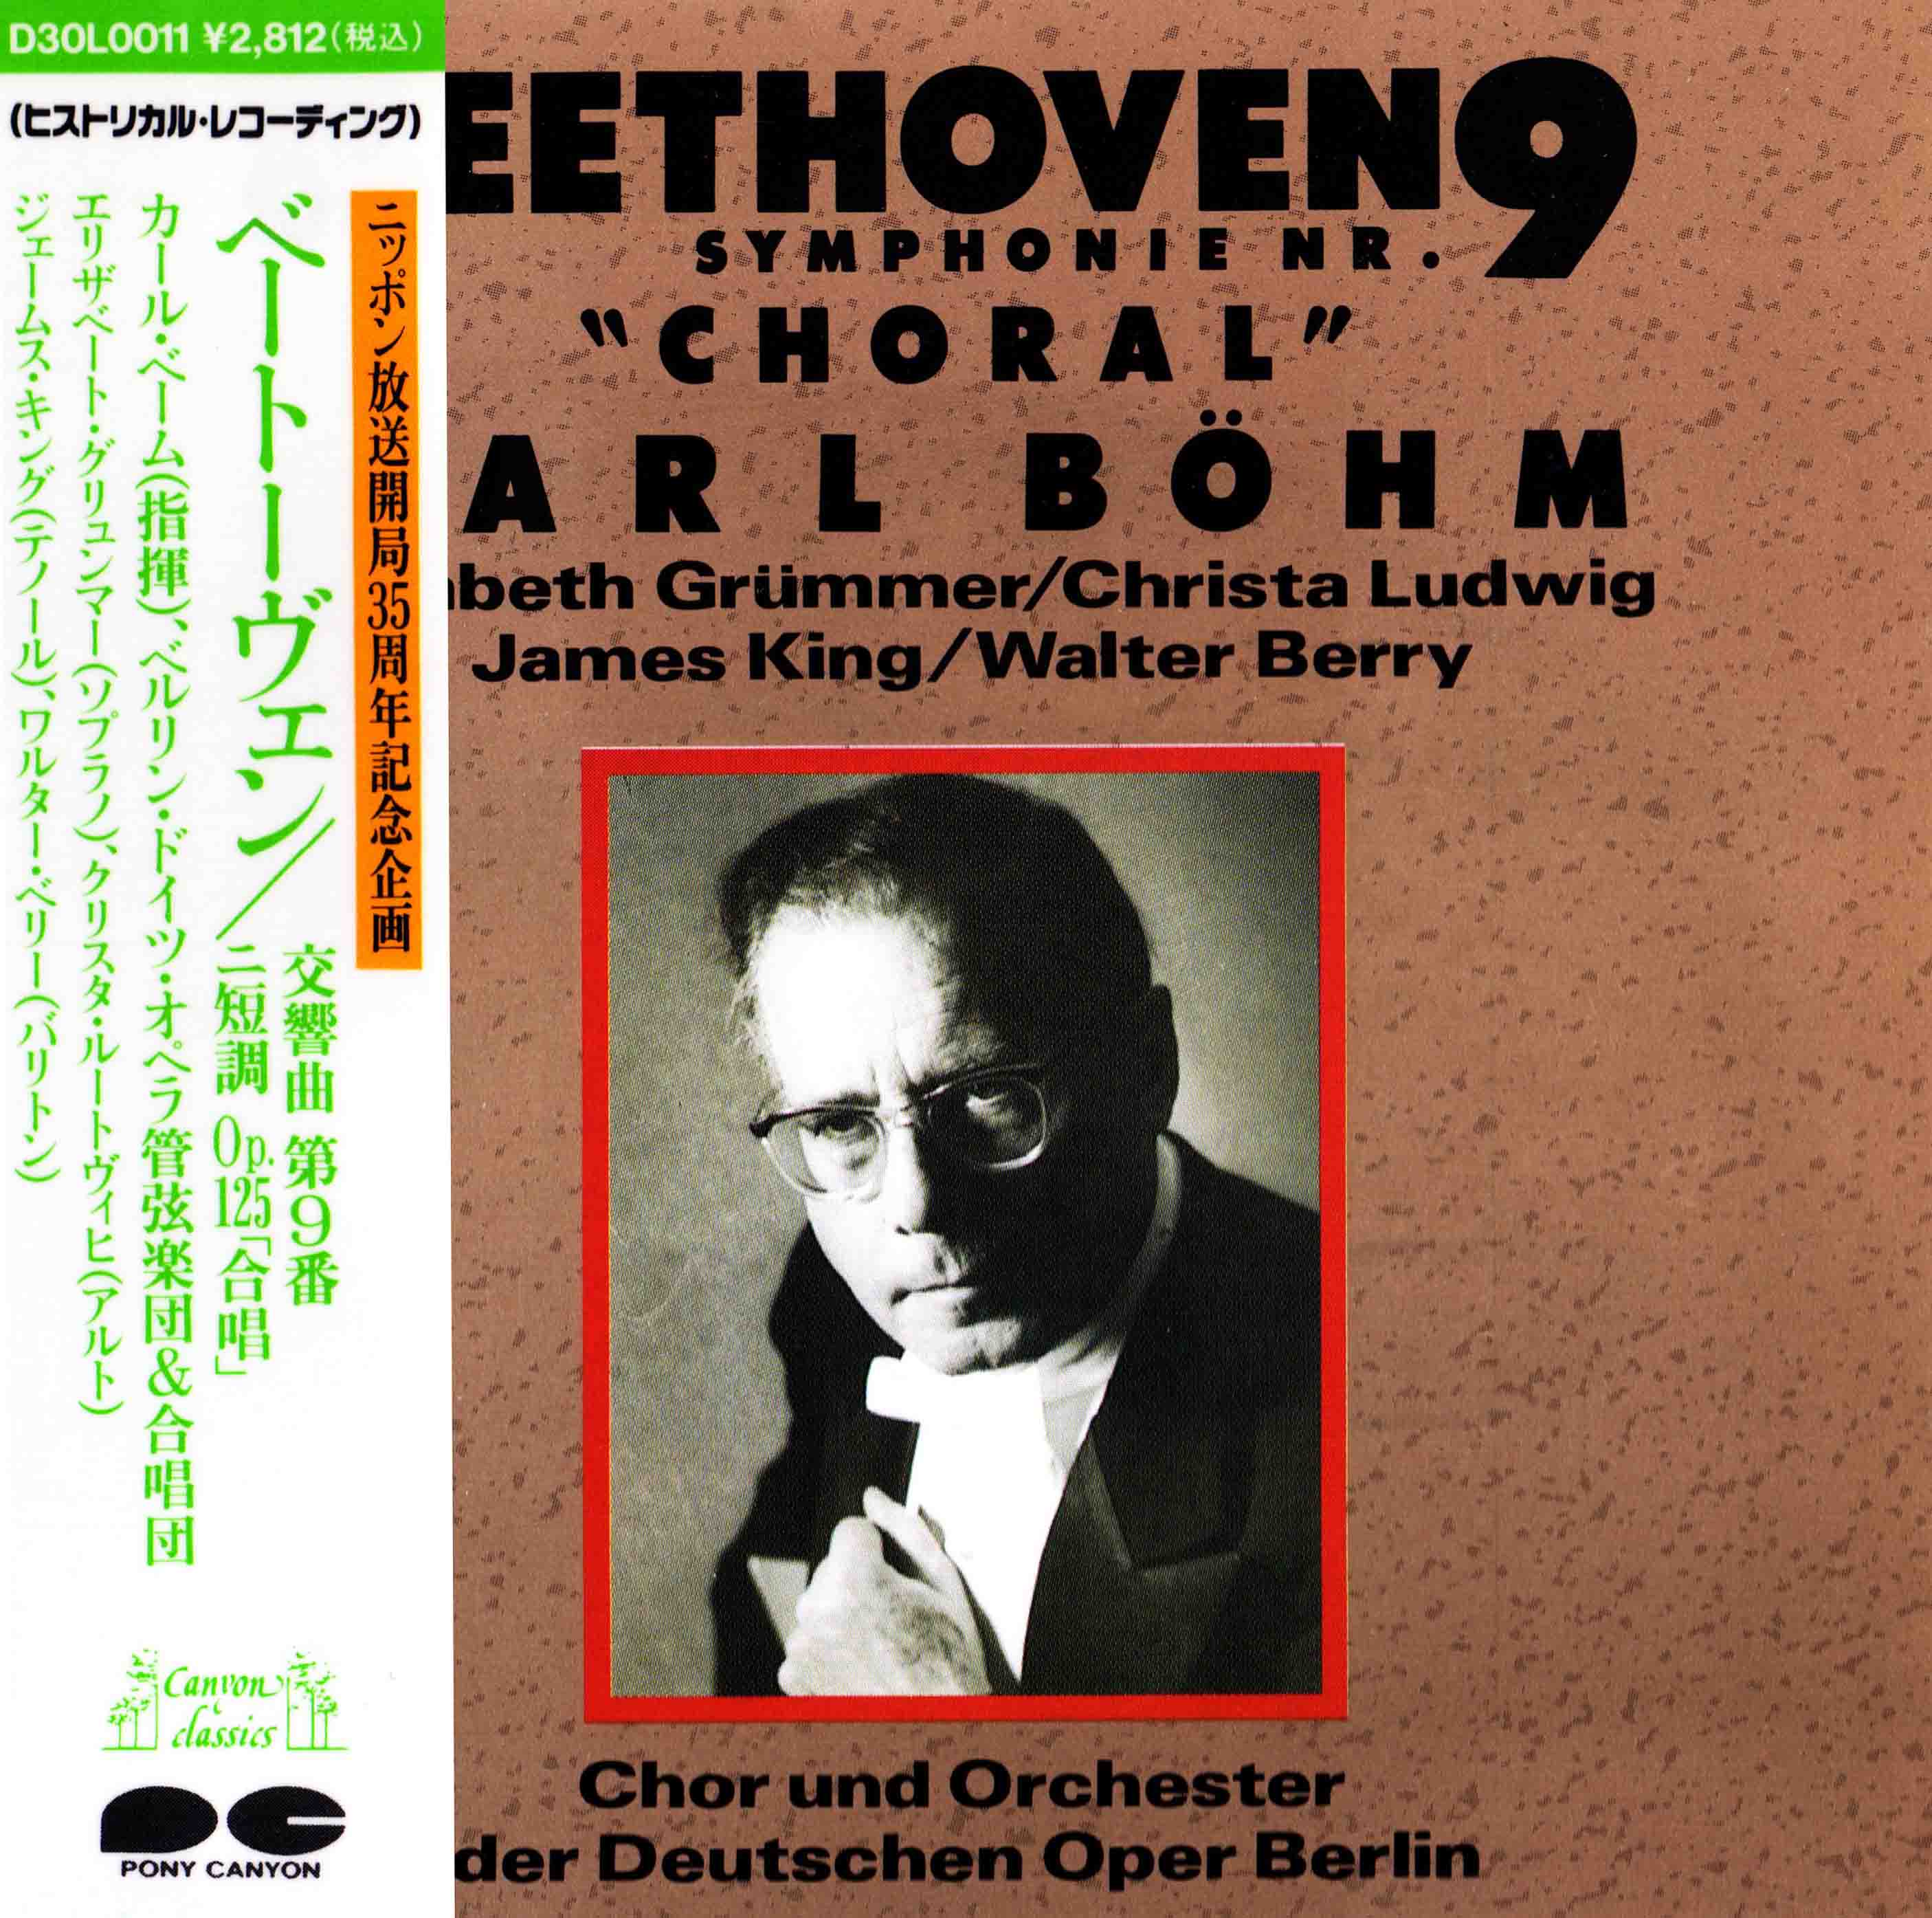 D30L0011 ¥2,812(税込)
(ヒストリカル・レコーディング)
ニッポン放送開局35周年記念企画
ベートーヴェン/
交響曲 第9番
ニ短調 Op.125「合唱」
カール・ベーム(指揮)、ベルリン・ドイツ・オペラ管弦楽団&合唱団
エリザベート・グリュンマー(ソプラノ)、クリスタ・ルートヴィヒ(アルト)
ジェームス・キング(テノール)、ワルター・ベリー(バリトン)
Canyon
classics
PONY CANYON
EETHOVEN9
SYMPHONIE NR.
"CHORAL"
ARL BÖHM
abeth Grümmer/Christa Ludwig
James King/Walter Berry
Chor und Orchester
der Deutschen Oper Berlin